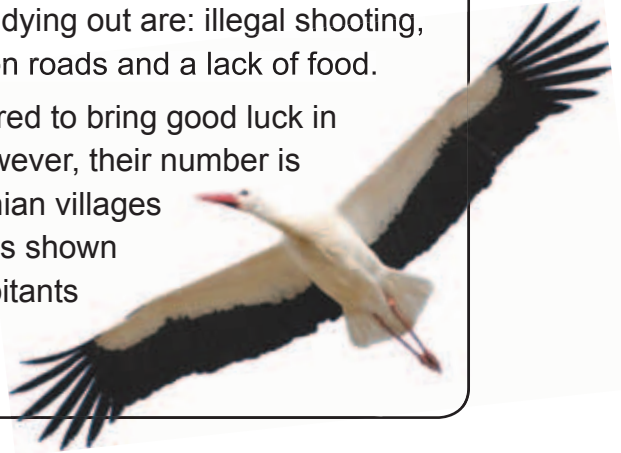 dying out are: illegal shooting,
on roads and a lack of food.
red to bring good luck in
wever, their number is
nian villages
s shown
bitants